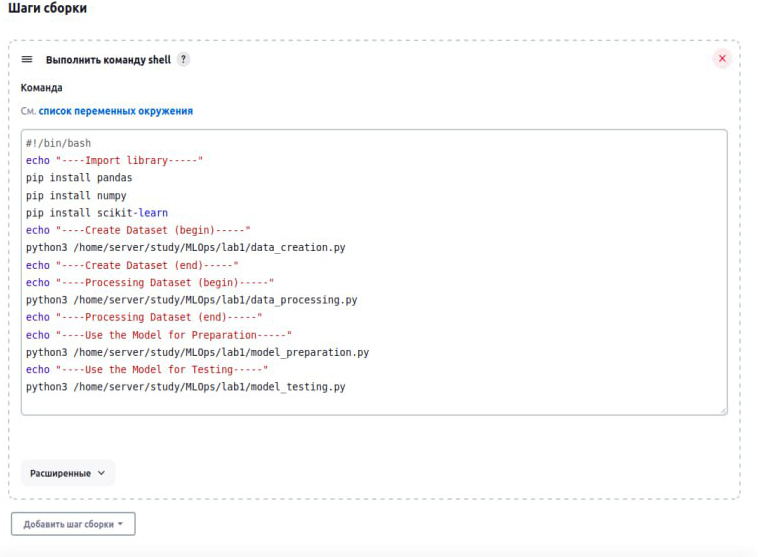 Шаги сборки
Выполнить команду shell ?
Команда
См. список переменных окружения
#!/bin/bash
echo "----Import library-----"
pip install pandas
pip install numpy
pip install scikit-learn
echo "----Create Dataset (begin)-----"
python3 /home/server/study/MLOps/lab1/data_creation.py
echo "----Create Dataset (end)-----"
echo "----Processing Dataset (begin)-----"
python3 /home/server/study/MLOps/lab1/data_processing.py
echo "----Processing Dataset (end)-----"
echo "----Use the Model for Preparation-----"
python3 /home/server/study/MLOps/lab1/model_preparation.py
echo "----Use the Model for Testing-----"
python3 /home/server/study/MLOps/lab1/model_testing.py
Расширенные
Добавить шаг сборки